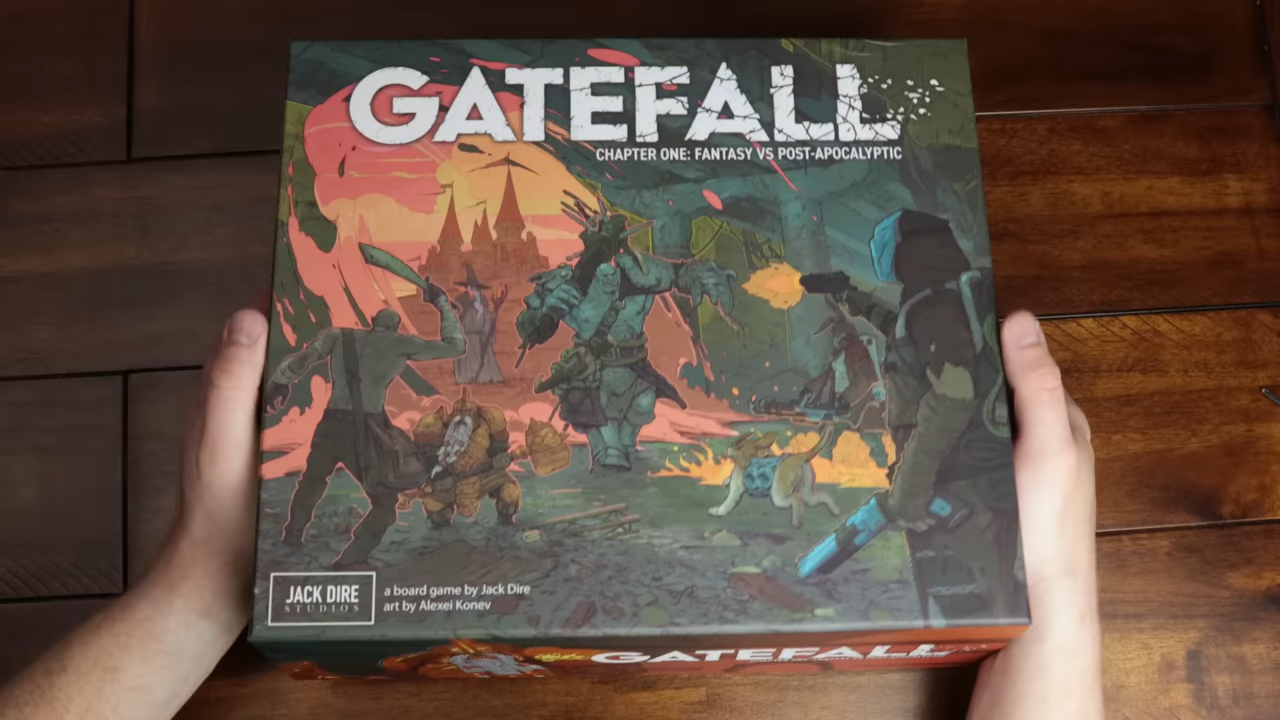 GATEFALL
CHAPTER ONE: FANTASY VS POST-APOCALYPTIC
JACK DIRE
STUDIOS
a board game by Jack Dire
art by Alexei Konev
GATEFALL